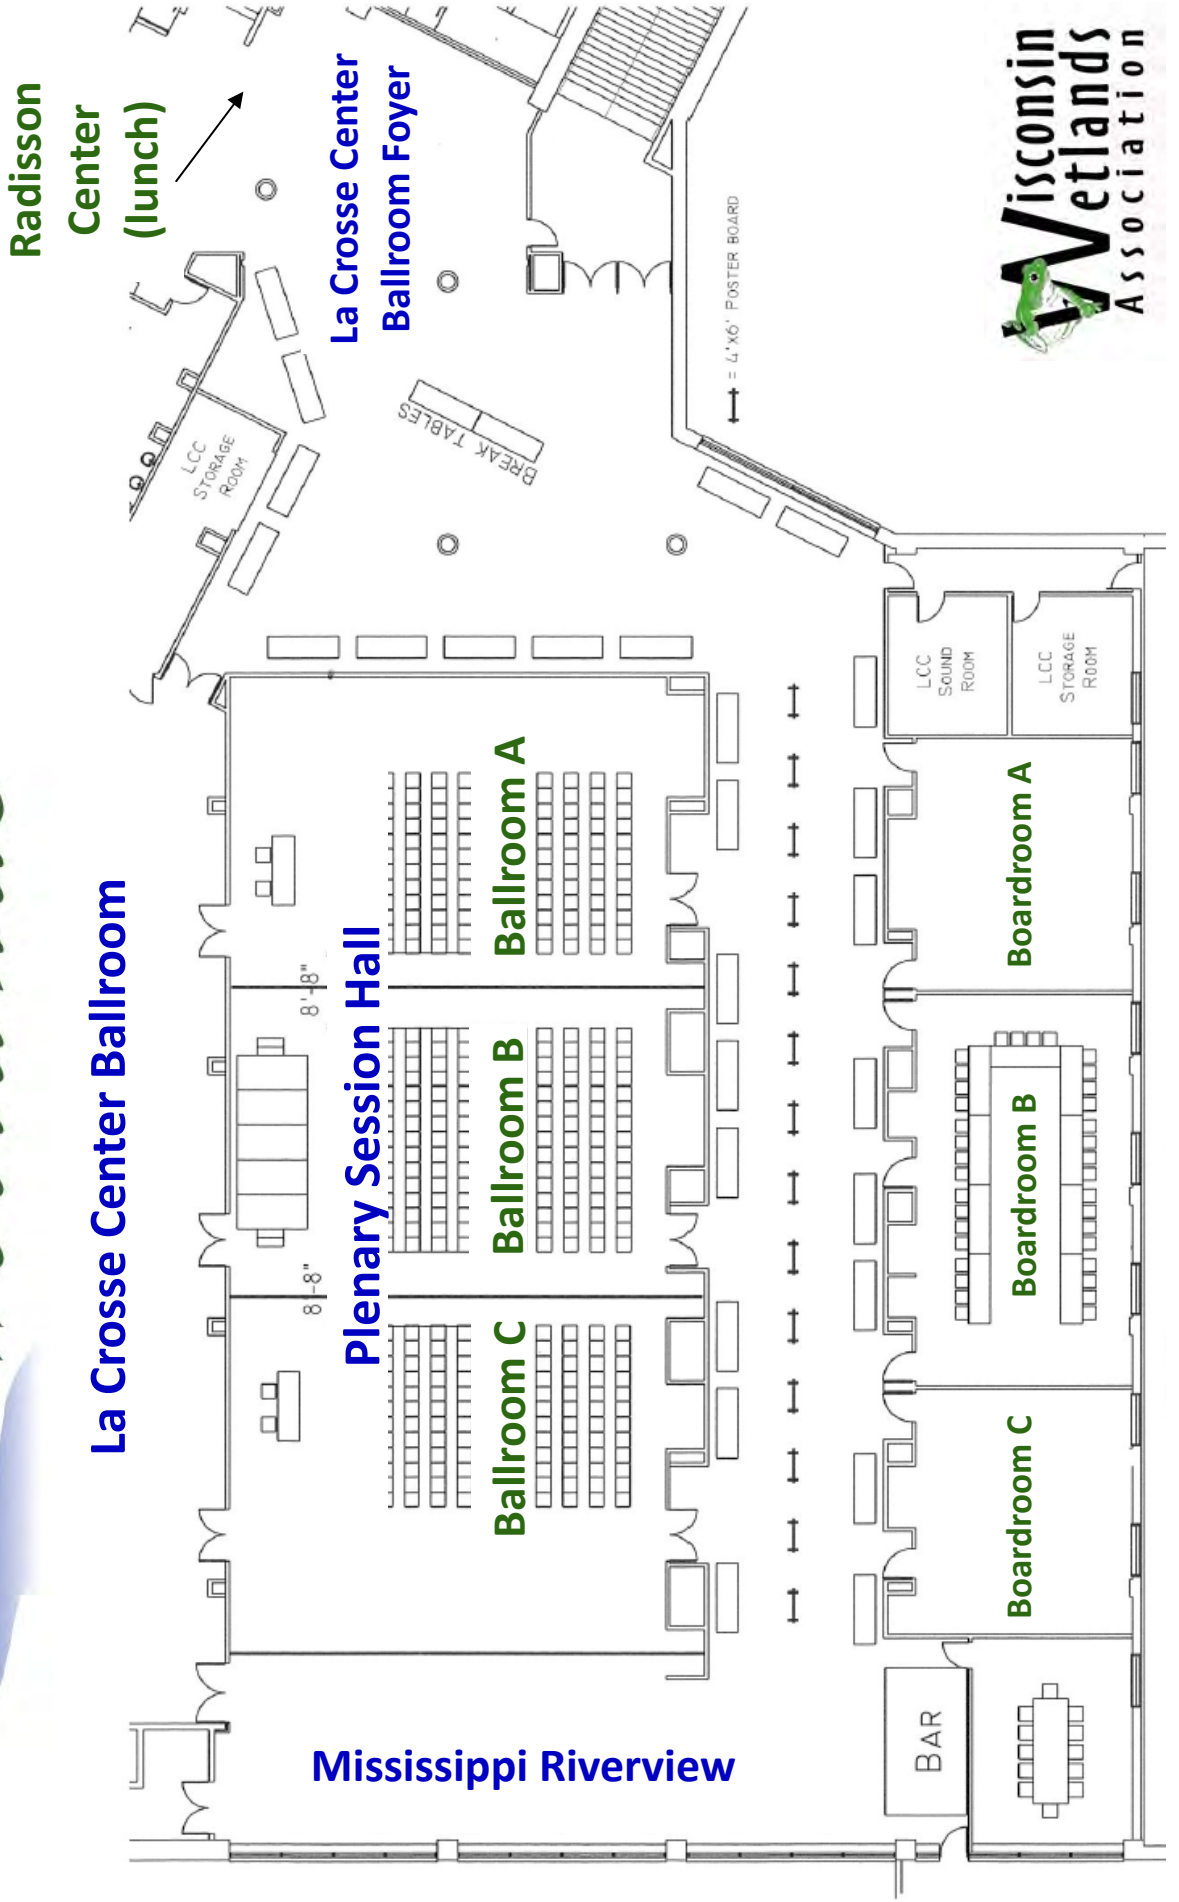 La Crosse Center Ballroom
Radisson
Center
(lunch)
La Crosse Center
Ballroom Foyer
LCC
STORAGE
ROOM
BREAK TABLES
= 4'x6' POSTER BOARD
Plenary Session Hall
8'-8"
8'-8"
Ballroom C
Ballroom B
Ballroom A
Mississippi Riverview
BAR
Boardroom C
Boardroom B
Boardroom A
LCC
SOUND
ROOM
LCC
STORAGE
ROOM
Wisconsin
Wetlands
Association